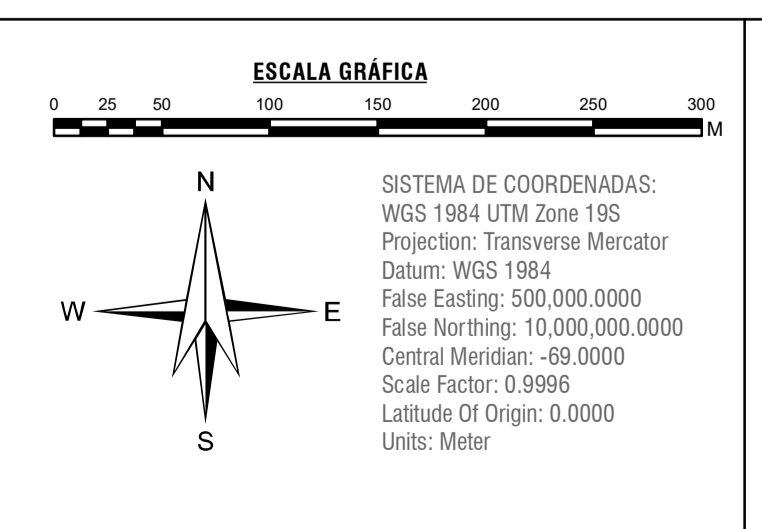 ESCALA GRÁFICA
0 25 50 100 150 200 250 300
M
N
W E
S
SISTEMA DE COORDENADAS:
WGS 1984 UTM Zone 19S
Projection: Transverse Mercator
Datum: WGS 1984
False Easting: 500,000.0000
False Northing: 10,000,000.0000
Central Meridian: -69.0000
Scale Factor: 0.9996
Latitude Of Origin: 0.0000
Units: Meter